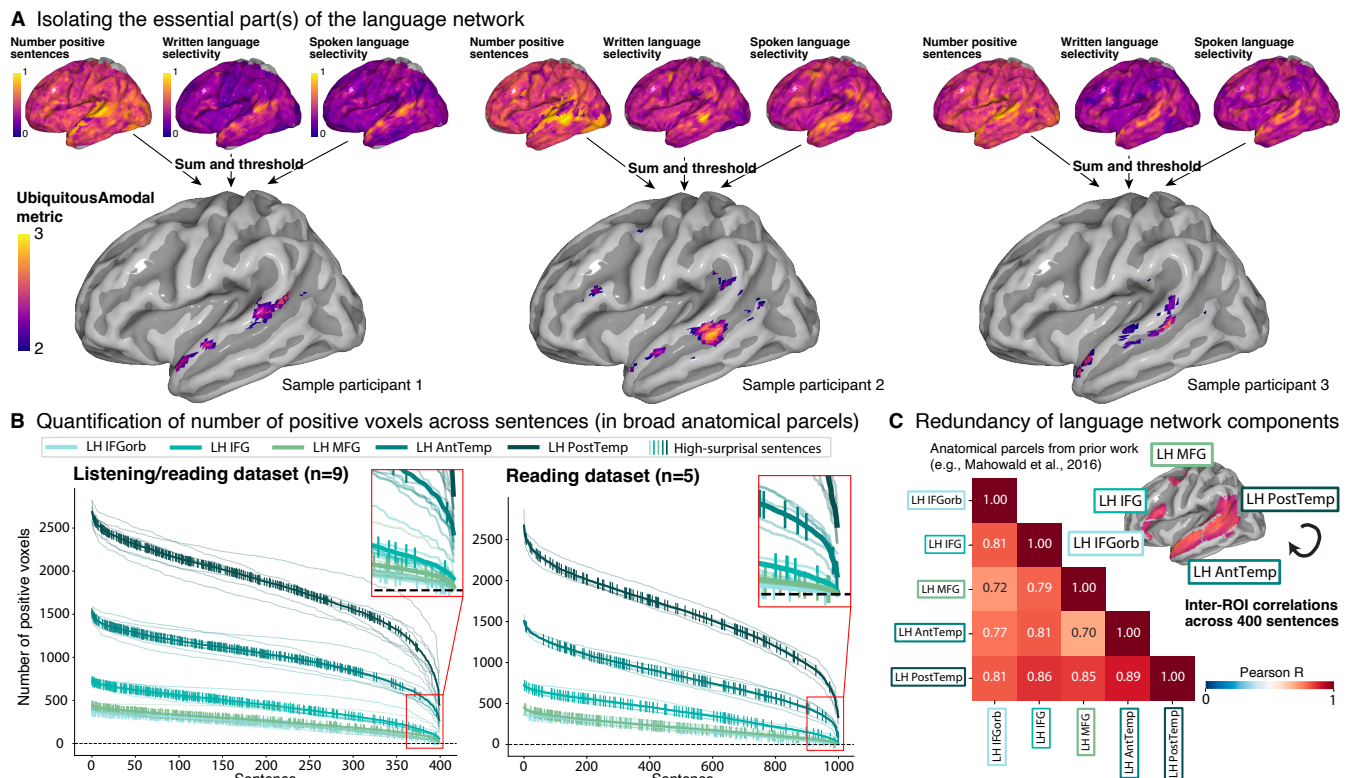 A Isolating the essential part(s) of the language network
Number positive
sentences
Written language
selectivity
Spoken language
selectivity
Number positive
sentences
Written language
selectivity
Spoken language
selectivity
Number positive
sentences
Written language
selectivity
Spoken language
selectivity
1
0
1
0
1
0
Sum and threshold
Sum and threshold
Sum and threshold
UbiquitousAmodal
metric
3
2
Sample participant 1
Sample participant 2
Sample participant 3
B Quantification of number of positive voxels across sentences (in broad anatomical parcels)
LH IFGorb LH IFG LH MFG LH AntTemp LH PostTemp High-surprisal sentences
Listening/reading dataset (n=9)
Number of positive voxels
2500
2000
1500
1000
500
0
0 50 100 150 200 250 300 350 400
Sentence
Reading dataset (n=5)
2500
2000
1500
1000
500
0
0 200 400 600 800 1000
Sentence
C Redundancy of language network components
Anatomical parcels from prior work
(e.g., Mahowald et al., 2016)
LH MFG
LH IFG
LH PostTemp
LH IFGorb
LH AntTemp
LH IFGorb 1.00
LH IFG 0.81 1.00
LH MFG 0.72 0.79 1.00
LH AntTemp 0.77 0.81 0.70 1.00
LH PostTemp 0.81 0.86 0.85 0.89 1.00
LH IFGorb
LH IFG
LH MFG
LH AntTemp
LH PostTemp
Inter-ROI correlations
across 400 sentences
Pearson R
0 1